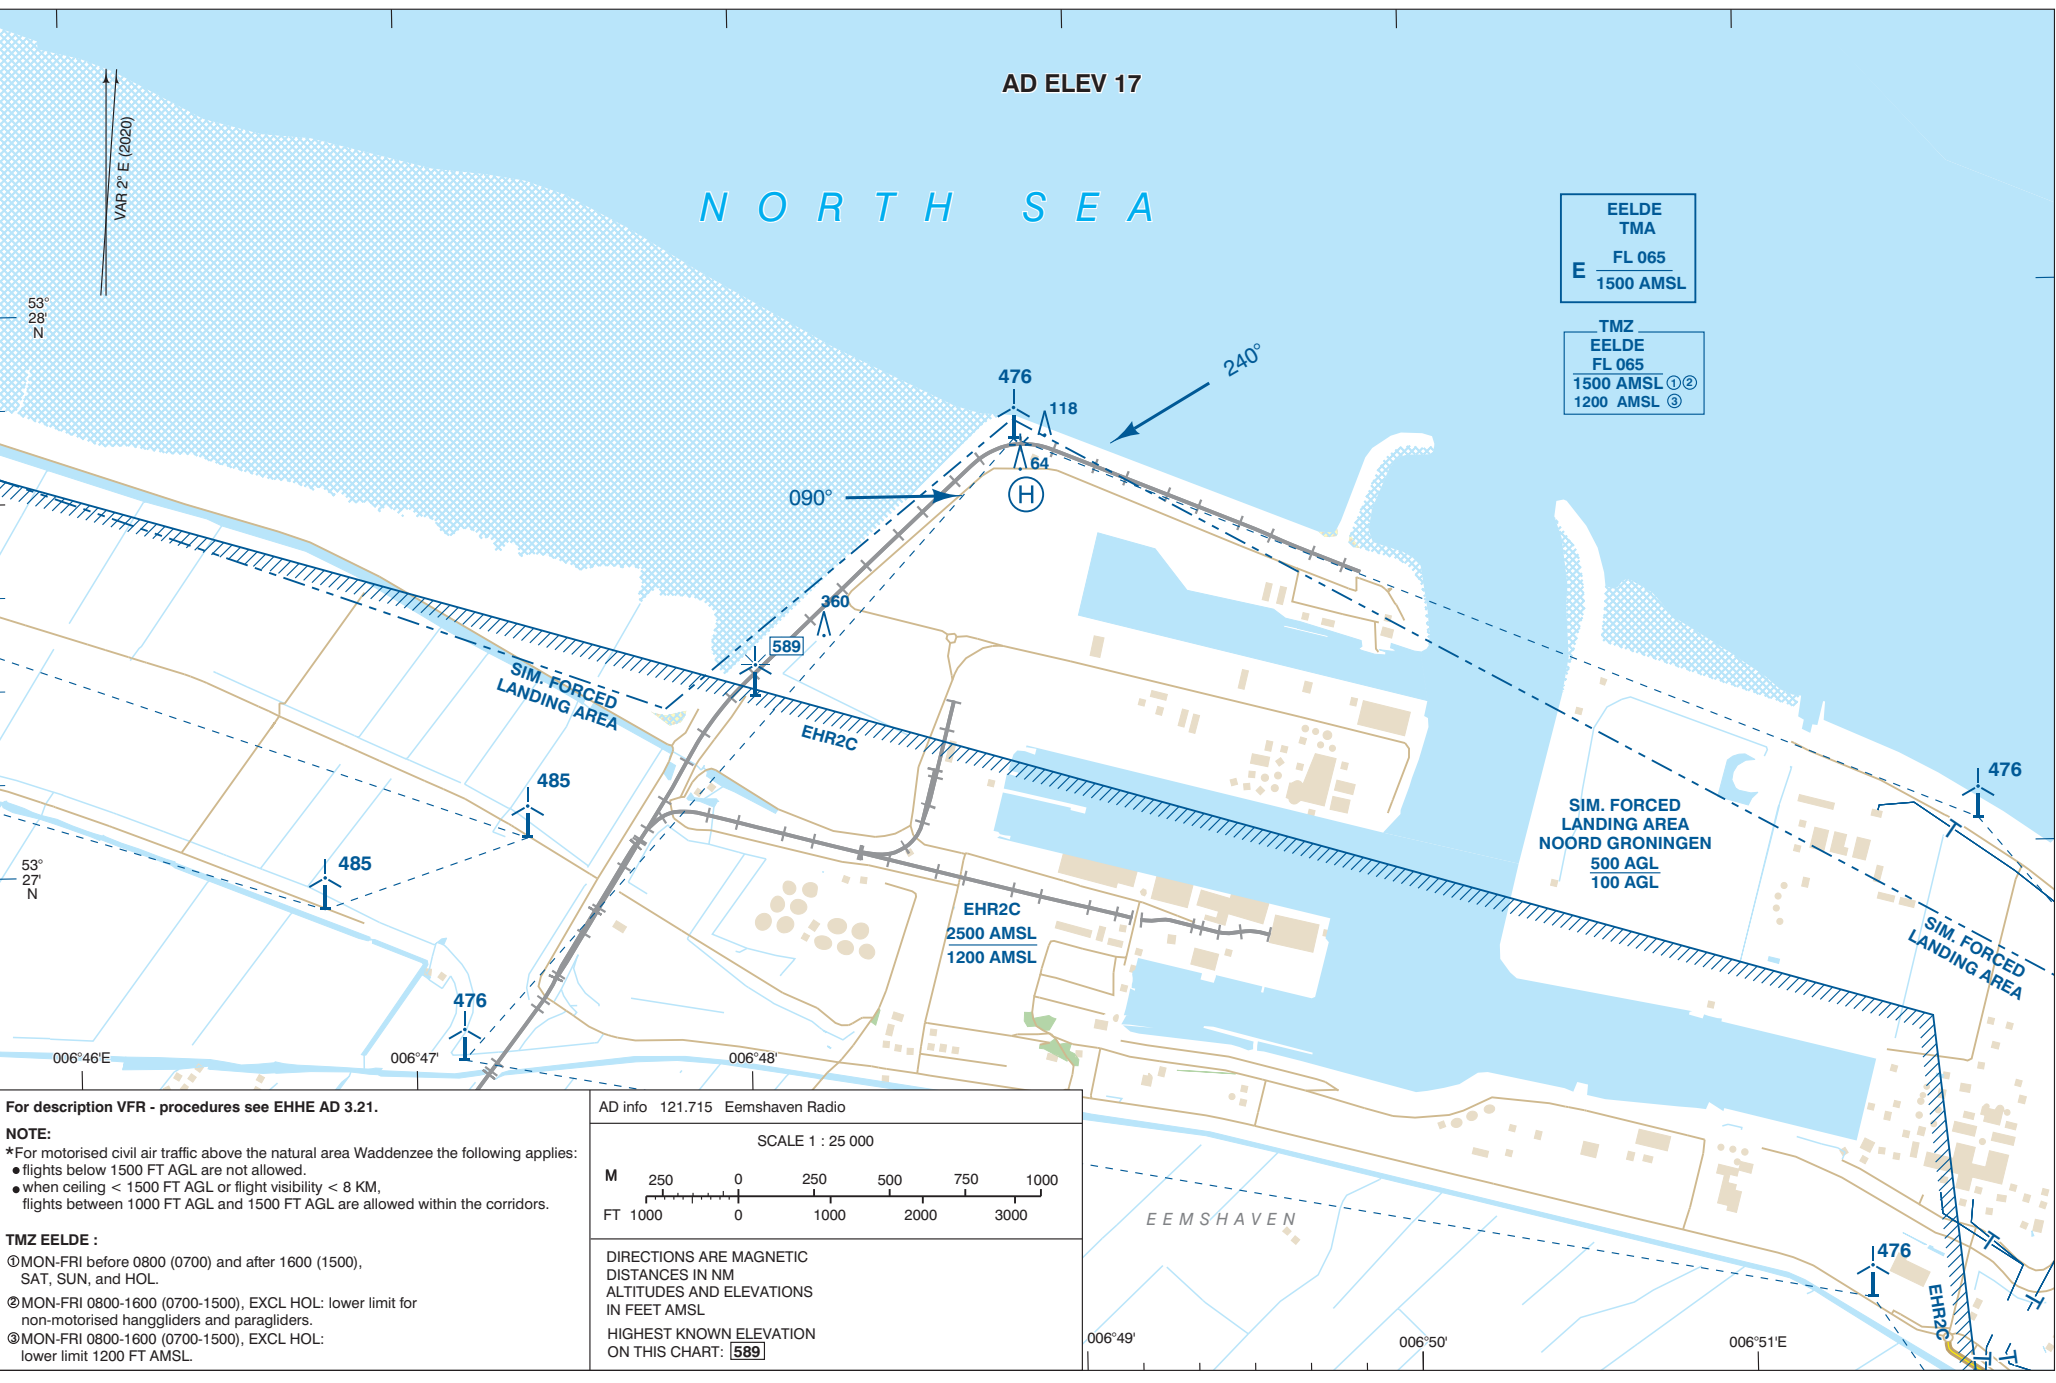 AD ELEV 17
VAR 2° E (2020)
NORTH SEA
EELDE
TMA
E FL 065
1500 AMSL
TMZ
EELDE
FL 065
1500 AMSL ①②
1200 AMSL ③
53°
28'
N
240°
476
118
64
H
090°
360
589
SIM. FORCED
LANDING AREA
EHR2C
485
476
SIM. FORCED
LANDING AREA
NOORD GRONINGEN
500 AGL
100 AGL
485
53°
27'
N
EHR2C
2500 AMSL
1200 AMSL
SIM. FORCED
LANDING AREA
476
006°46'E
006°47'
006°48'
For description VFR - procedures see EHHE AD 3.21.
NOTE:
*For motorised civil air traffic above the natural area Waddenzee the following applies:
● flights below 1500 FT AGL are not allowed.
● when ceiling < 1500 FT AGL or flight visibility < 8 KM,
flights between 1000 FT AGL and 1500 FT AGL are allowed within the corridors.
TMZ EELDE :
①MON-FRI before 0800 (0700) and after 1600 (1500),
SAT, SUN, and HOL.
②MON-FRI 0800-1600 (0700-1500), EXCL HOL: lower limit for
non-motorised hanggliders and paragliders.
③MON-FRI 0800-1600 (0700-1500), EXCL HOL:
lower limit 1200 FT AMSL.
AD info 121.715 Eemshaven Radio
SCALE 1 : 25 000
M 250 0 250 500 750 1000
FT 1000 0 1000 2000 3000
DIRECTIONS ARE MAGNETIC
DISTANCES IN NM
ALTITUDES AND ELEVATIONS
IN FEET AMSL
HIGHEST KNOWN ELEVATION
ON THIS CHART: 589
EEMSHAVEN
476
EHR2C
006°49'
006°50'
006°51'E